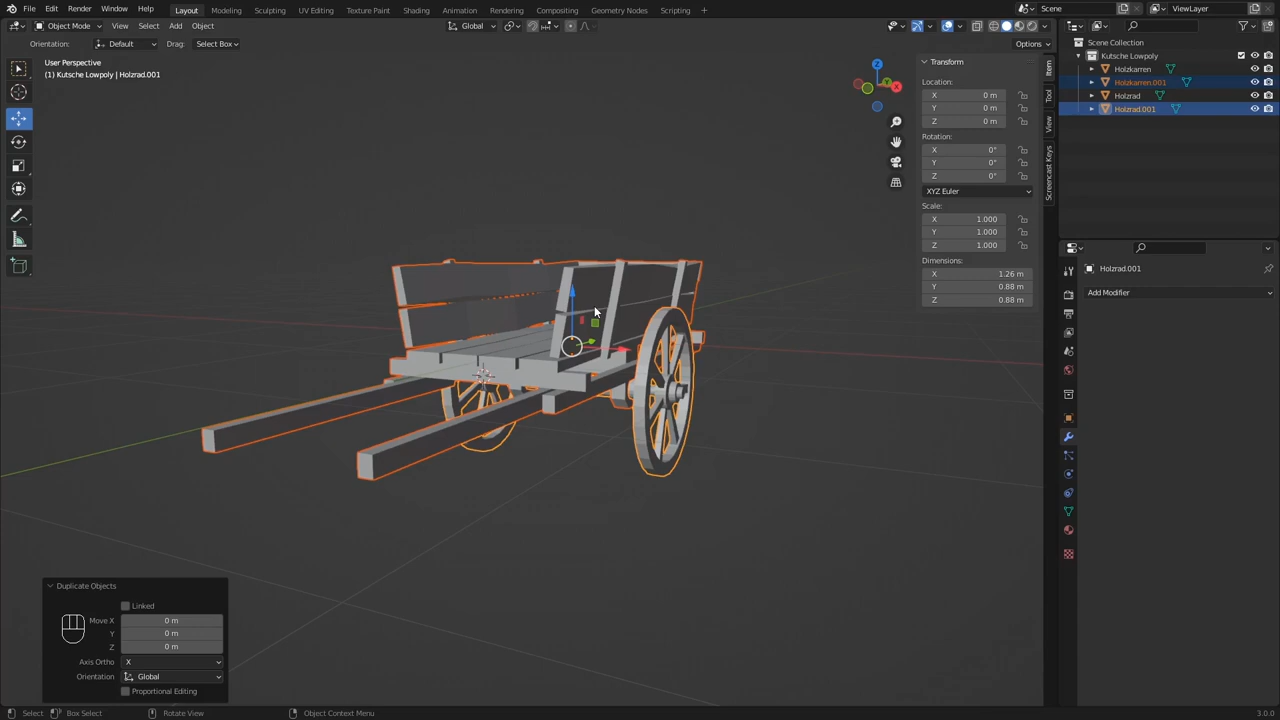 File Edit Render Window Help Layout Modeling Sculpting UV Editing Texture Paint Shading Animation Rendering Compositing Geometry Nodes Scripting Scene ViewLayer
Object Mode View Select Add Object Global
Orientation: Default Drag: Select Box Options
User Perspective
(1) Kutsche Lowpoly | Holzrad.001
Z
X
Y
Transform
Location:
X 0 m
Y 0 m
Z 0 m
Rotation:
X 0°
Y 0°
Z 0°
XYZ Euler
Scale:
X 1.000
Y 1.000
Z 1.000
Dimensions:
X 1.26 m
Y 0.88 m
Z 0.88 m
Item
Tool
View
Screencast Keys
Scene Collection
Kutsche Lowpoly
Holzkarren
Holzkarren.001
Holzrad
Holzrad.001
Holzrad.001
Add Modifier
Duplicate Objects
Linked
Move X 0 m
Y 0 m
Z 0 m
Axis Ortho X
Orientation Global
Proportional Editing
Select Box Select Rotate View Object Context Menu 3.0.0